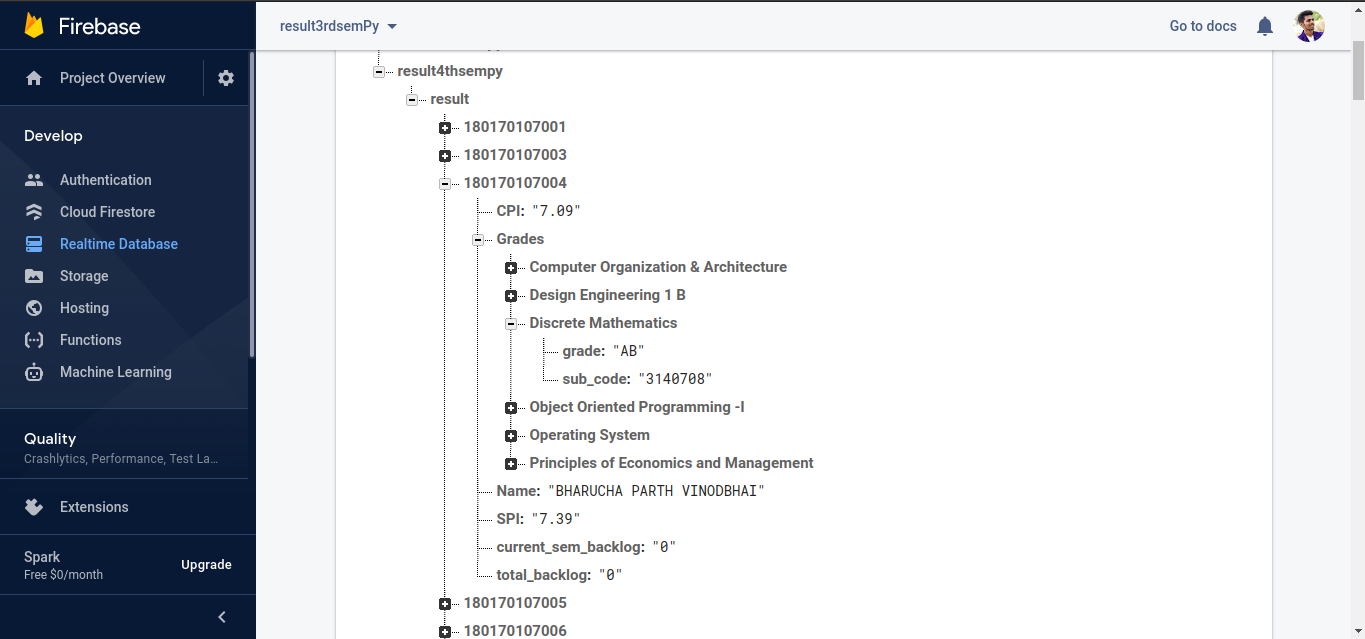 Firebase
Project Overview
Develop
Authentication
Cloud Firestore
Realtime Database
Storage
Hosting
Functions
Machine Learning
Quality
Crashlytics, Performance, Test La...
Extensions
Spark
Free $0/month
Upgrade
result3rdsemPy
Go to docs
result4thsempy
result
180170107001
180170107003
180170107004
CPI: "7.09"
Grades
Computer Organization & Architecture
Design Engineering 1 B
Discrete Mathematics
grade: "AB"
sub_code: "3140708"
Object Oriented Programming -I
Operating System
Principles of Economics and Management
Name: "BHARUCHA PARTH VINODBHAI"
SPI: "7.39"
current_sem_backlog: "0"
total_backlog: "0"
180170107005
180170107006